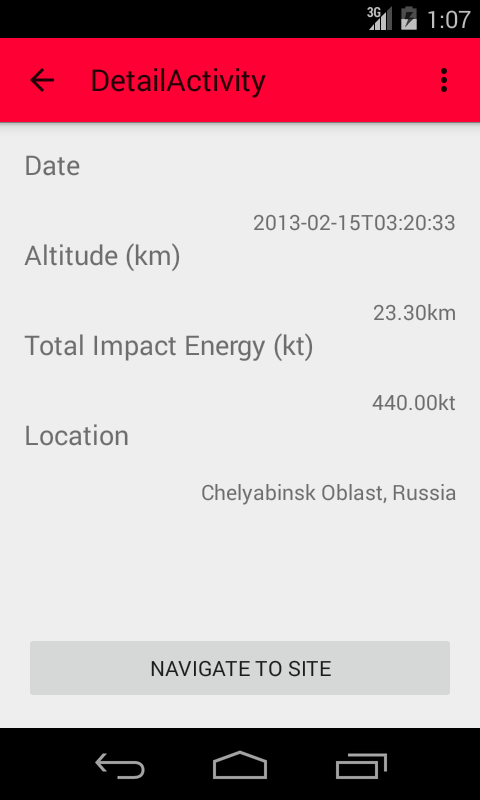 3G 1:07
DetailActivity
Date
2013-02-15T03:20:33
Altitude (km)
23.30km
Total Impact Energy (kt)
440.00kt
Location
Chelyabinsk Oblast, Russia
NAVIGATE TO SITE